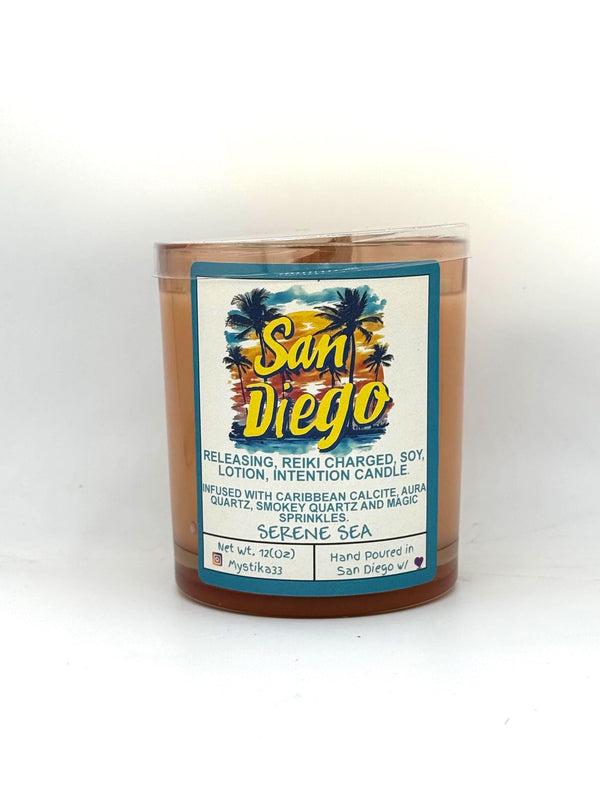 San
Diego
RELEASING, REIKI CHARGED, SOY,
LOTION, INTENTION CANDLE.
INFUSED WITH CARIBBEAN CALCITE, AURA
QUARTZ, SMOKEY QUARTZ AND MAGIC
SPRINKLES.
SERENE SEA
Net Wt. 12(Oz)
Mystika33
Hand Poured in
San Diego w/